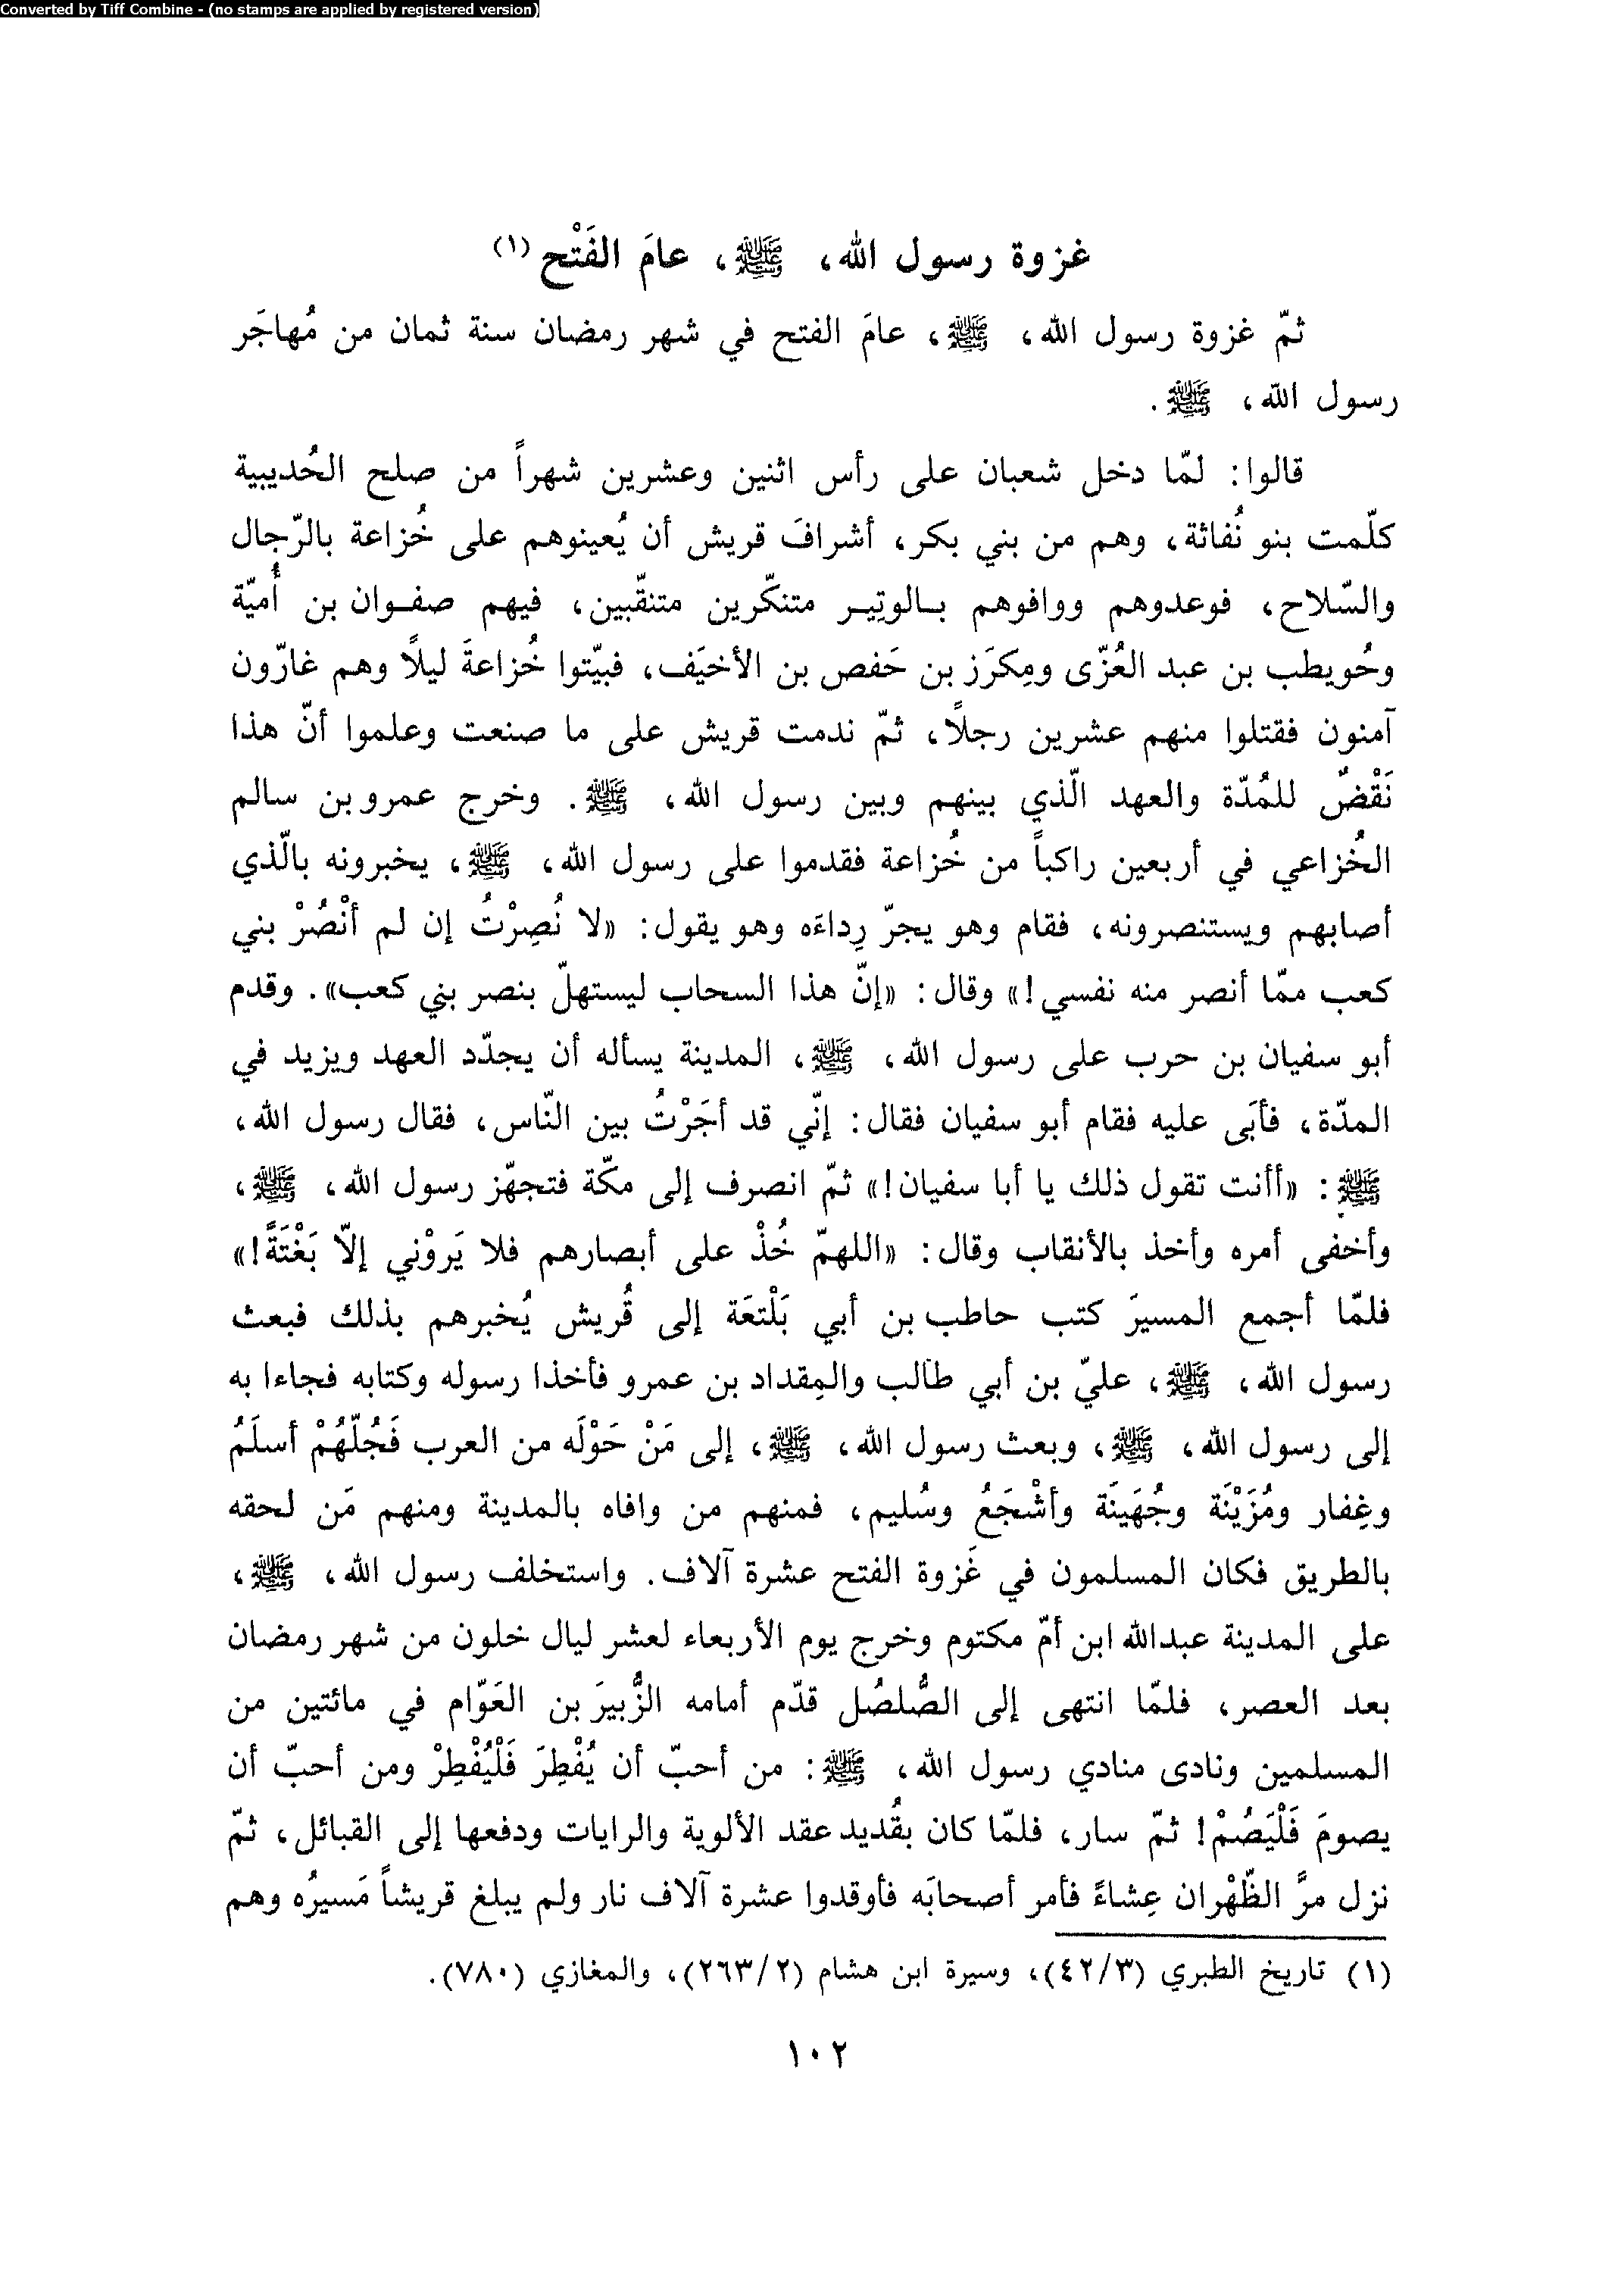 Converted by Tiff Combine - (no stamps are applied by registered version)
غزوة رسول الله، ﷺ، عامَ الفَتْح (١)
ثمّ غزوة رسول الله، ﷺ، عامَ الفتح في شهر رمضان سنة ثمان من مُهاجَر
رسول الله، ﷺ.
قالوا: لمّا دخل شعبان على رأس اثنين وعشرين شهراً من صلح الحُديبية
كلّمت بنو نُفاثة، وهم من بني بكر، أشرافَ قريش أن يُعينوهم على خُزاعة بالرّجال
والسّلاح، فوعدوهم ووافوهم بـالوتِيـر متنكّرين متنقّبين، فيهم صفـوان بن أُميّة
وحُويطب بن عبد العُزّى ومِكرَز بن حَفص بن الأخيَف، فبيّتوا خُزاعةَ ليلاً وهم غارّون
آمنون فقتلوا منهم عشرين رجلًا، ثمّ ندمت قريش على ما صنعت وعلموا أنّ هذا
نَقْضٌ للمُدّة والعهد الّذي بينهم وبين رسول الله، ﷺ. وخرج عمرو بن سالم
الخُزاعي في أربعين راكباً من خُزاعة فقدموا على رسول الله، ﷺ، يخبرونه بالّذي
أصابهم ويستنصرونه، فقام وهو يجرّ رِداءَه وهو يقول: «لا نُصِرْتُ إن لم أنْصُرْ بني
كعب ممّا أنصر منه نفسي!» وقال: «إنّ هذا السحاب ليستهلّ بنصر بني كعب». وقدم
أبو سفيان بن حرب على رسول الله، ﷺ، المدينة يسأله أن يجدّد العهد ويزيد في
المدّة، فأبَى عليه فقام أبو سفيان فقال: إنّي قد أجَرْتُ بين النّاس، فقال رسول الله،
ﷺ: «أأنت تقول ذلك يا أبا سفيان!» ثمّ انصرف إلى مكّة فتجهّز رسول الله، ﷺ،
وأخفى أمره وأخذ بالأنقاب وقال: «اللهمّ خُذْ على أبصارهم فلا يَروْني إلاّ بَغْتَةً!»
فلمّا أجمع المسيرَ كتب حاطب بن أبي بَلْتعَة إلى قُريش يُخبرهم بذلك فبعث
رسول الله، ﷺ، عليّ بن أبي طالب والمِقداد بن عمرو فأخذا رسوله وكتابه فجاءا به
إلى رسول الله، ﷺ، وبعث رسول الله، ﷺ، إلى مَنْ حَوْلَه من العرب فَجُلّهُمْ أسلَمُ
وغِفار ومُزَيْنَة وجُهَينَة وأشْجَعُ وسُليم، فمنهم من وافاه بالمدينة ومنهم مَن لحقه
بالطريق فكان المسلمون في غَزوة الفتح عشرة آلاف. واستخلف رسول الله، ﷺ،
على المدينة عبدالله ابن أمّ مكتوم وخرج يوم الأربعاء لعشر ليال خلون من شهر رمضان
بعد العصر، فلمّا انتهى إلى الصُّلصُل قدّم أمامه الزُّبيرَ بن العَوّام في مائتين من
المسلمين ونادى منادي رسول الله، ﷺ: من أحبّ أن يُفْطِرَ فَلْيُفْطِرْ ومن أحبّ أن
يصومَ فَلْيَصُمْ! ثمّ سار، فلمّا كان بقُديد عقد الألوية والرايات ودفعها إلى القبائل، ثمّ
نزل مرَّ الظّهْران عِشاءً فأمر أصحابَه فأوقدوا عشرة آلاف نار ولم يبلغ قريشاً مَسيرُه وهم
(١) تاريخ الطبري (٤٢/٣)، وسيرة ابن هشام (٢٦٣/٢)، والمغازي (٧٨٠).
١٠٢